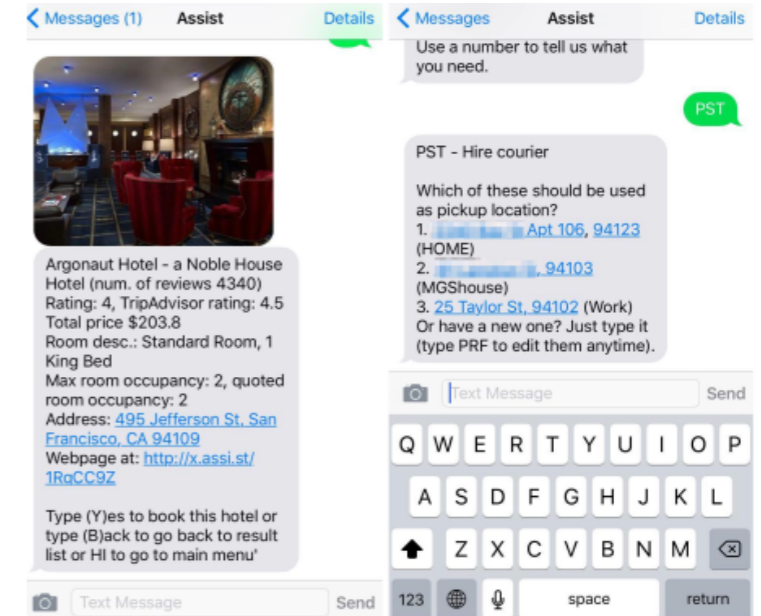 Messages (1) Assist Details
Argonaut Hotel - a Noble House
Hotel (num. of reviews 4340)
Rating: 4, TripAdvisor rating: 4.5
Total price $203.8
Room desc.: Standard Room, 1
King Bed
Max room occupancy: 2, quoted
room occupancy: 2
Address: 495 Jefferson St, San
Francisco, CA 94109
Webpage at: http://x.assi.st/
1RqCC9Z
Type (Y)es to book this hotel or
type (B)ack to go back to result
list or HI to go to main menu'
Text Message Send
Messages Assist Details
Use a number to tell us what
you need.
PST
PST - Hire courier
Which of these should be used
as pickup location?
1. Apt 106, 94123
(HOME)
2. , 94103
(MGShouse)
3. 25 Taylor St, 94102 (Work)
Or have a new one? Just type it
(type PRF to edit them anytime).
Text Message Send
Q W E R T Y U I O P
A S D F G H J K L
Z X C V B N M
123 space return